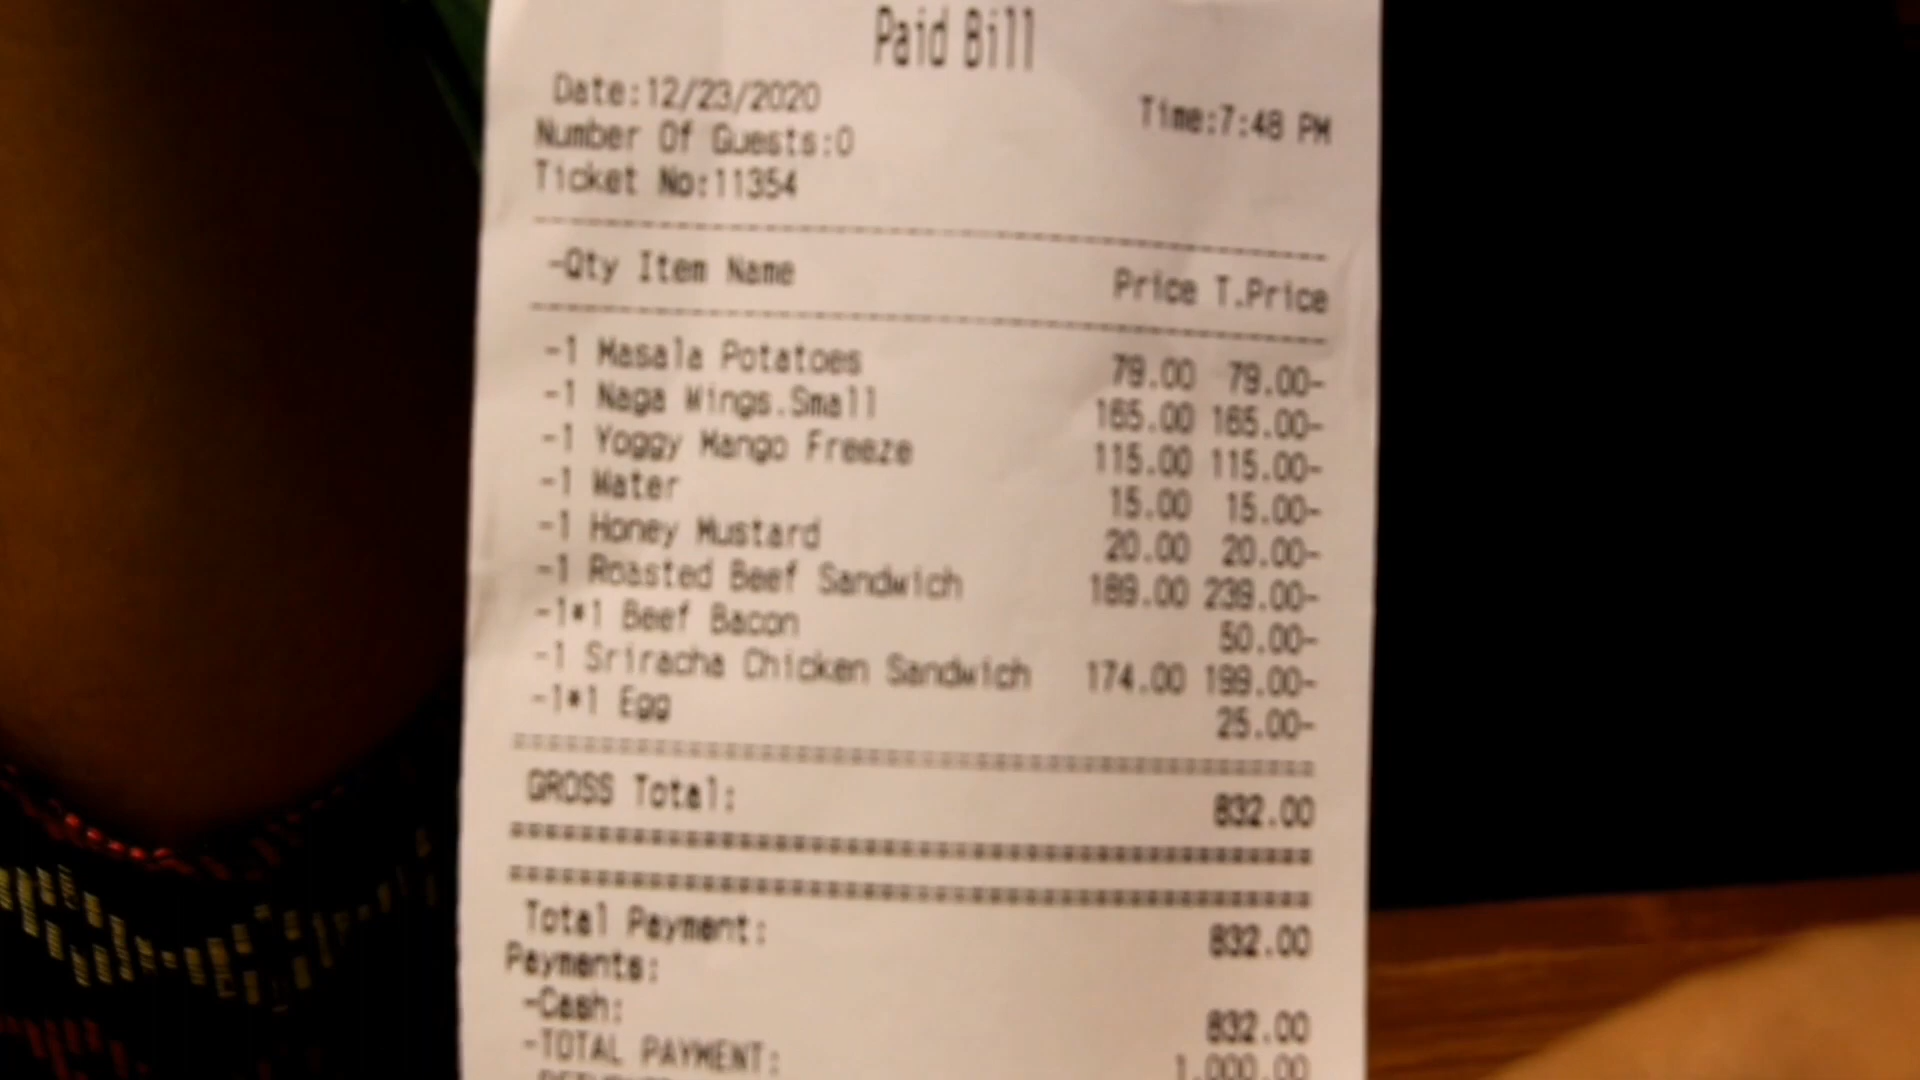 Paid Bill
Date:12/23/2020 Time:7:48 PM
Number Of Guests:0
Ticket No:11354
-Qty Item Name Price T.Price
-1 Masala Potatoes 79.00 79.00-
-1 Naga Wings.Small 165.00 165.00-
-1 Yoggy Mango Freeze 115.00 115.00-
-1 Water 15.00 15.00-
-1 Honey Mustard 20.00 20.00-
-1 Roasted Beef Sandwich 189.00 239.00-
-1*1 Beef Bacon 50.00-
-1 Sriracha Chicken Sandwich 174.00 199.00-
-1*1 Egg 25.00-
GROSS Total: 832.00
Total Payment: 832.00
Payments:
-Cash: 832.00
-TOTAL PAYMENT: 1,000.00